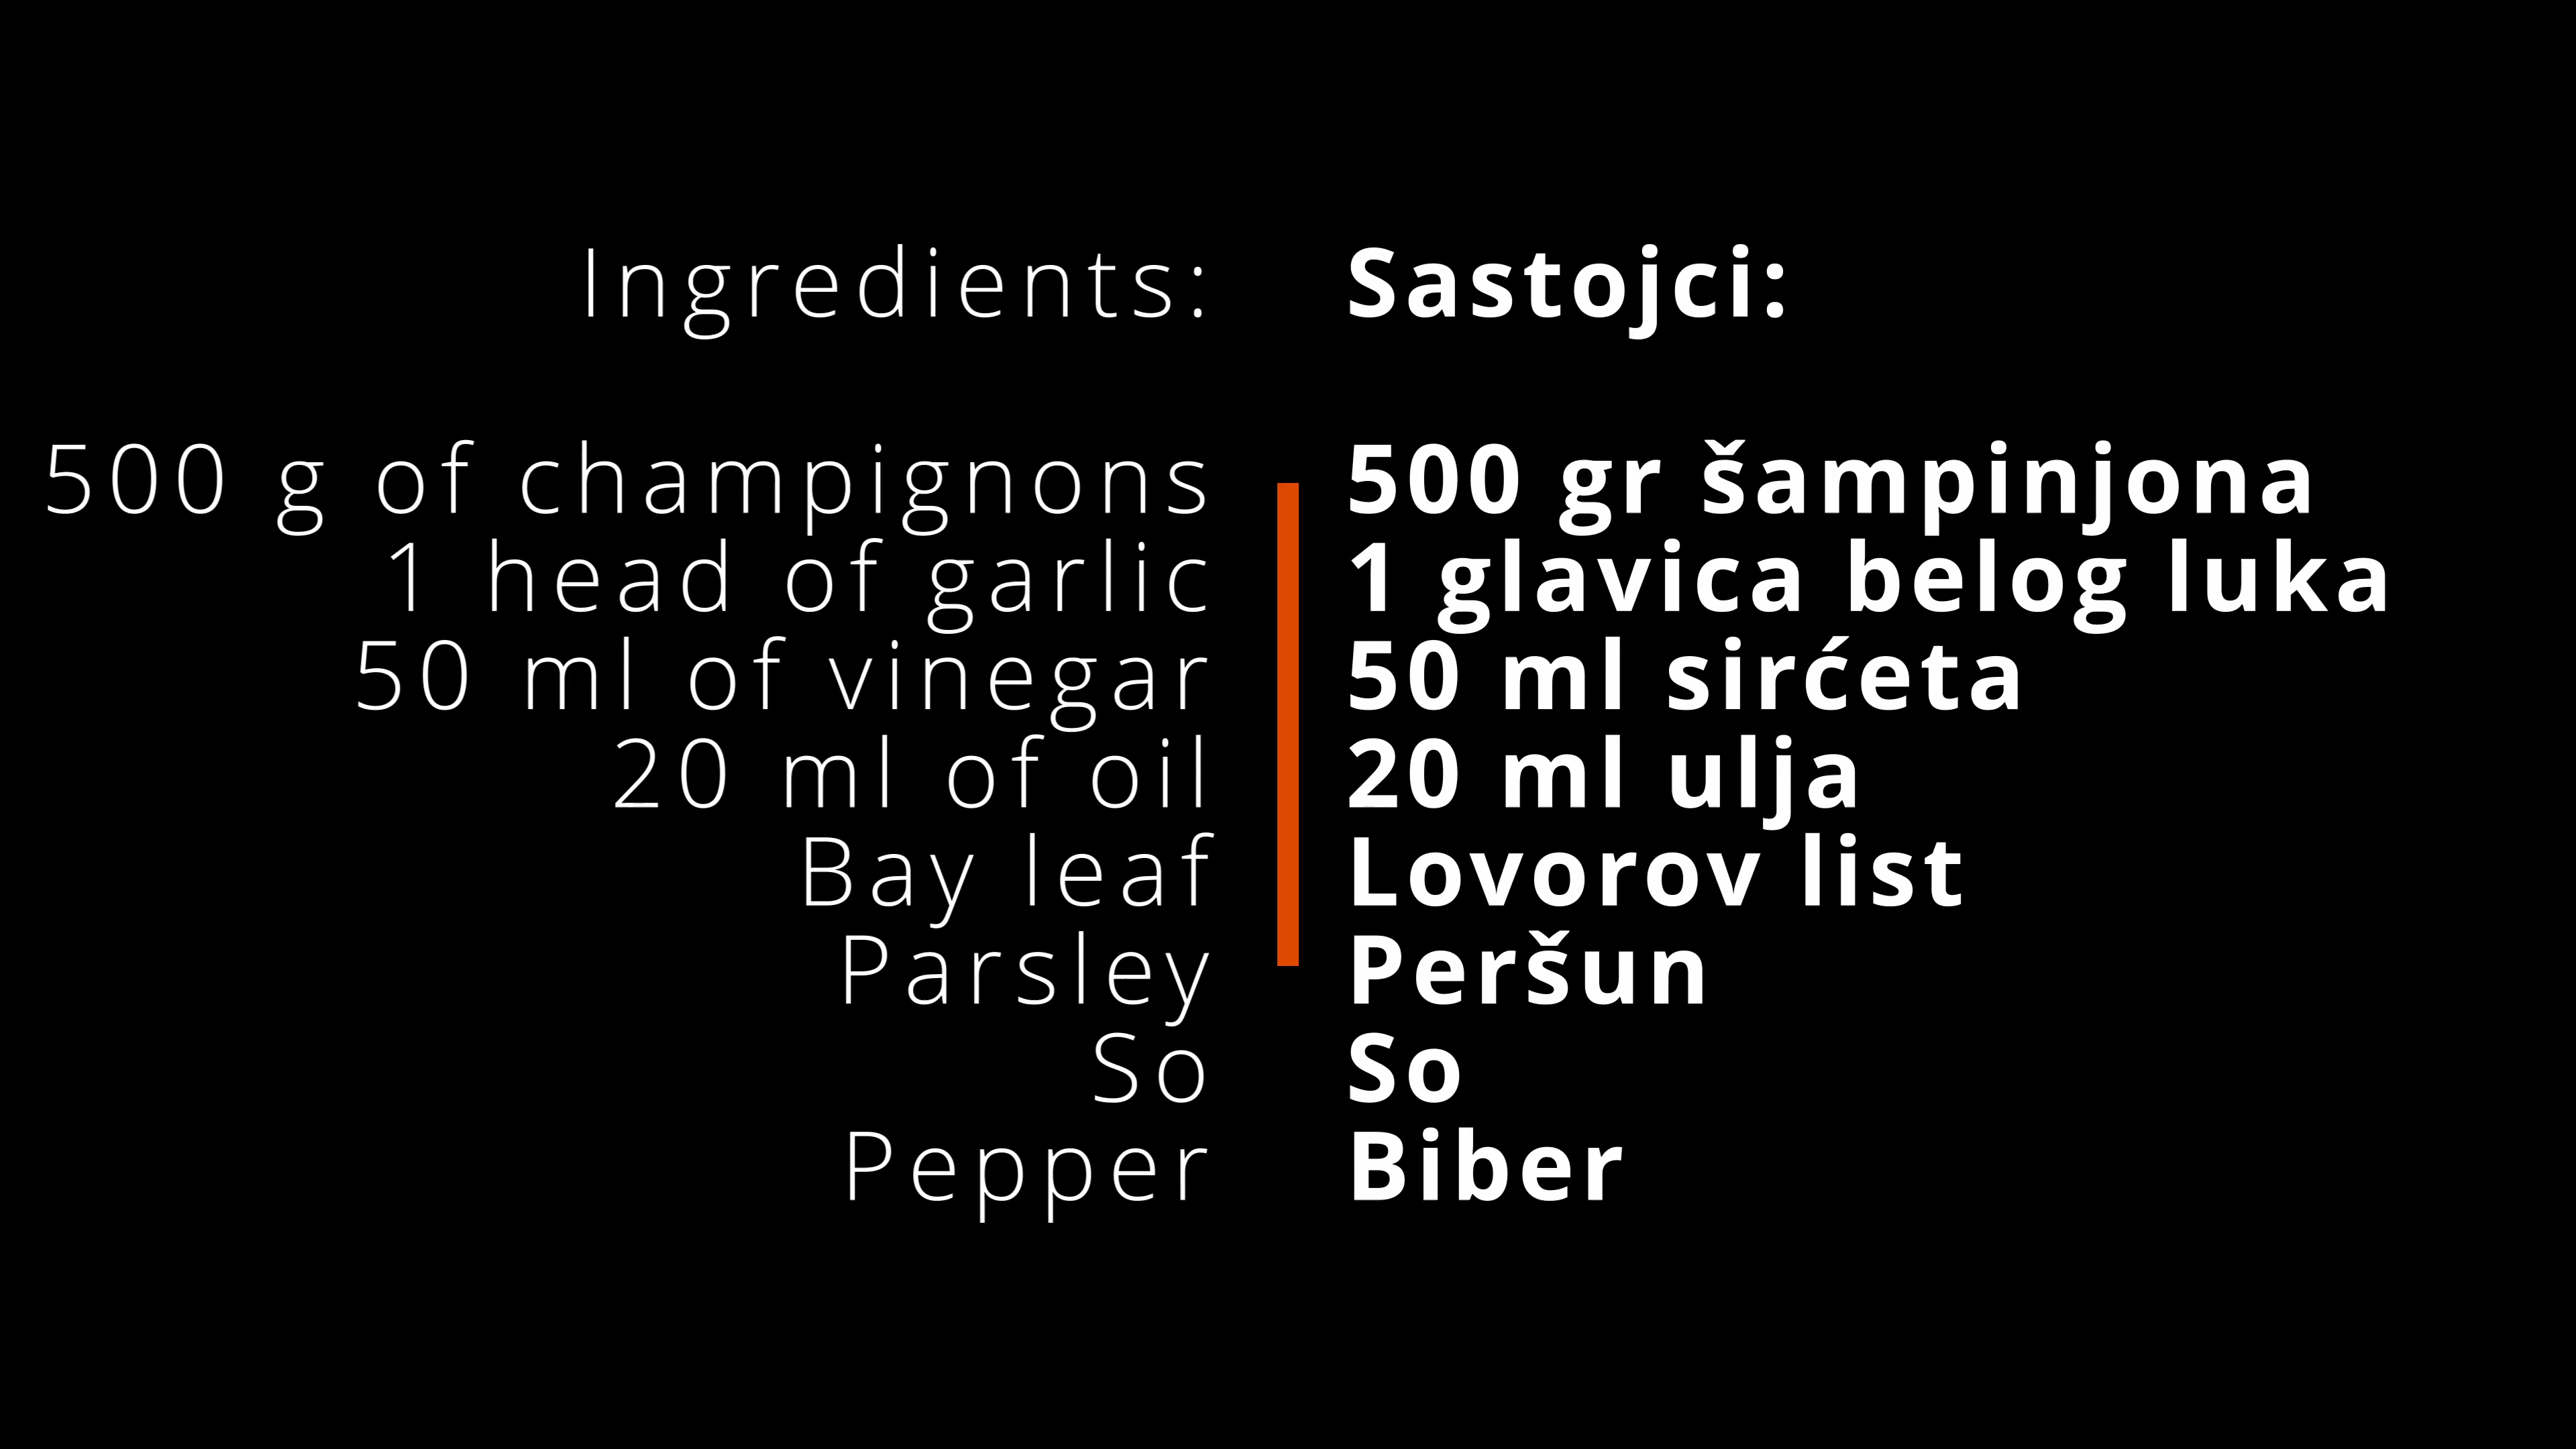 Ingredients:
500 g of champignons
1 head of garlic
50 ml of vinegar
20 ml of oil
Bay leaf
Parsley
So
Pepper
Sastojci:
500 gr šampinjona
1 glavica belog luka
50 ml sirćeta
20 ml ulja
Lovorov list
Peršun
So
Biber